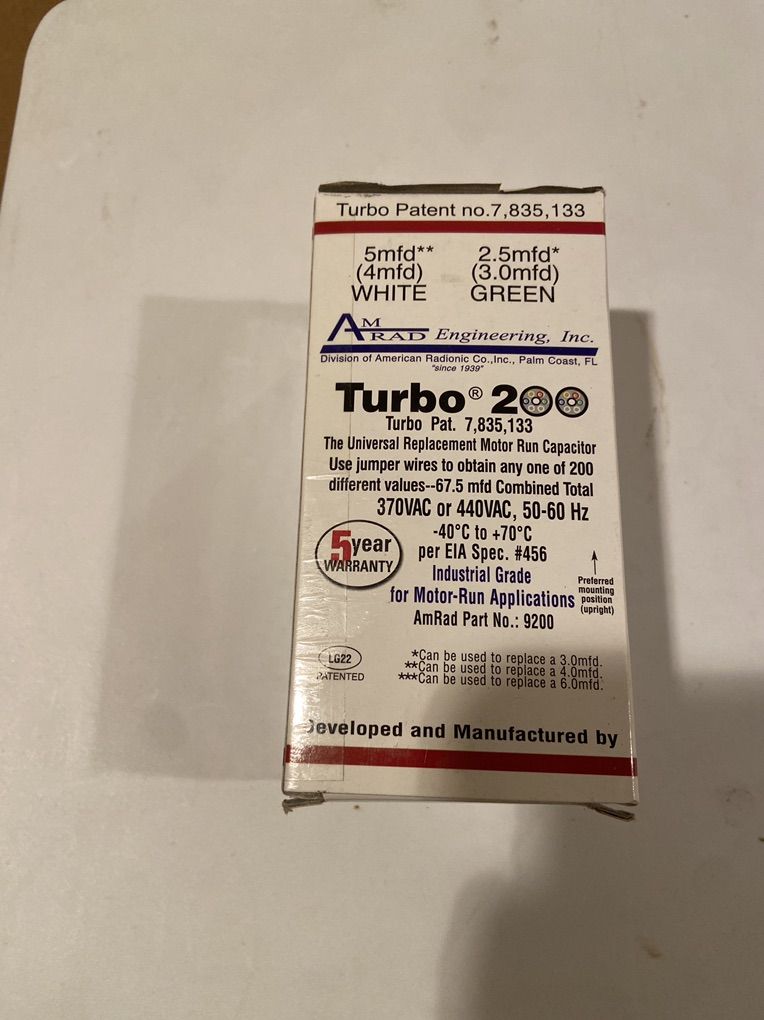 Turbo Patent no.7,835,133
5mfd** 2.5mfd*
(4mfd) (3.0mfd)
WHITE GREEN
AMRAD Engineering, Inc.
Division of American Radionic Co.,Inc., Palm Coast, FL
"since 1939"
Turbo® 200
Turbo Pat. 7,835,133
The Universal Replacement Motor Run Capacitor
Use jumper wires to obtain any one of 200
different values--67.5 mfd Combined Total
370VAC or 440VAC, 50-60 Hz
-40°C to +70°C
per EIA Spec. #456
5 year
WARRANTY
Industrial Grade
for Motor-Run Applications
AmRad Part No.: 9200
Preferred
mounting
position
(upright)
LG22
PATENTED
*Can be used to replace a 3.0mfd.
**Can be used to replace a 4.0mfd.
***Can be used to replace a 6.0mfd.
Developed and Manufactured by